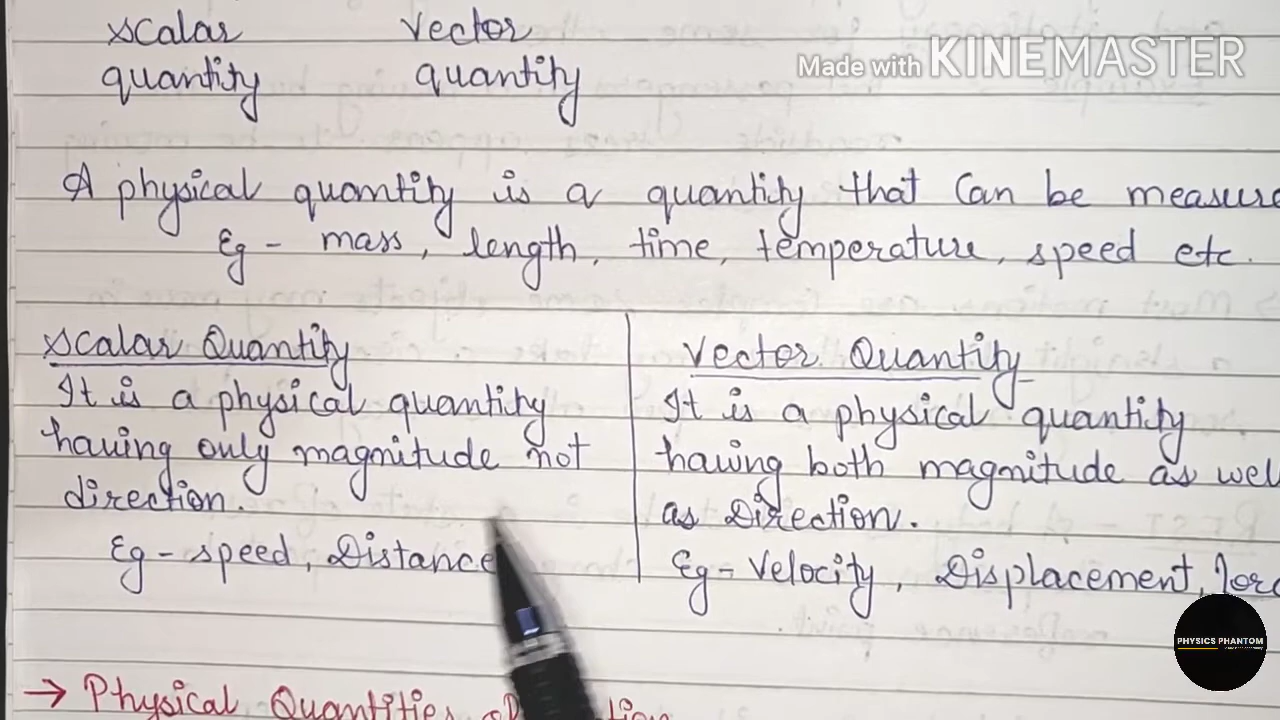 scalar vector
quantity quantity
Made with KINEMASTER
A physical quantity is a quantity that can be measure
Eg - mass, length, time, temperature, speed etc.
Scalar Quantity
It is a physical quantity
having only magnitude not
direction.
Eg - speed, Distance
Vector Quantity
It is a physical quantity
having both magnitude as well
as Direction.
Eg - Velocity, Displacement,
PHYSICS PHANTOM
→ Physical Quantities